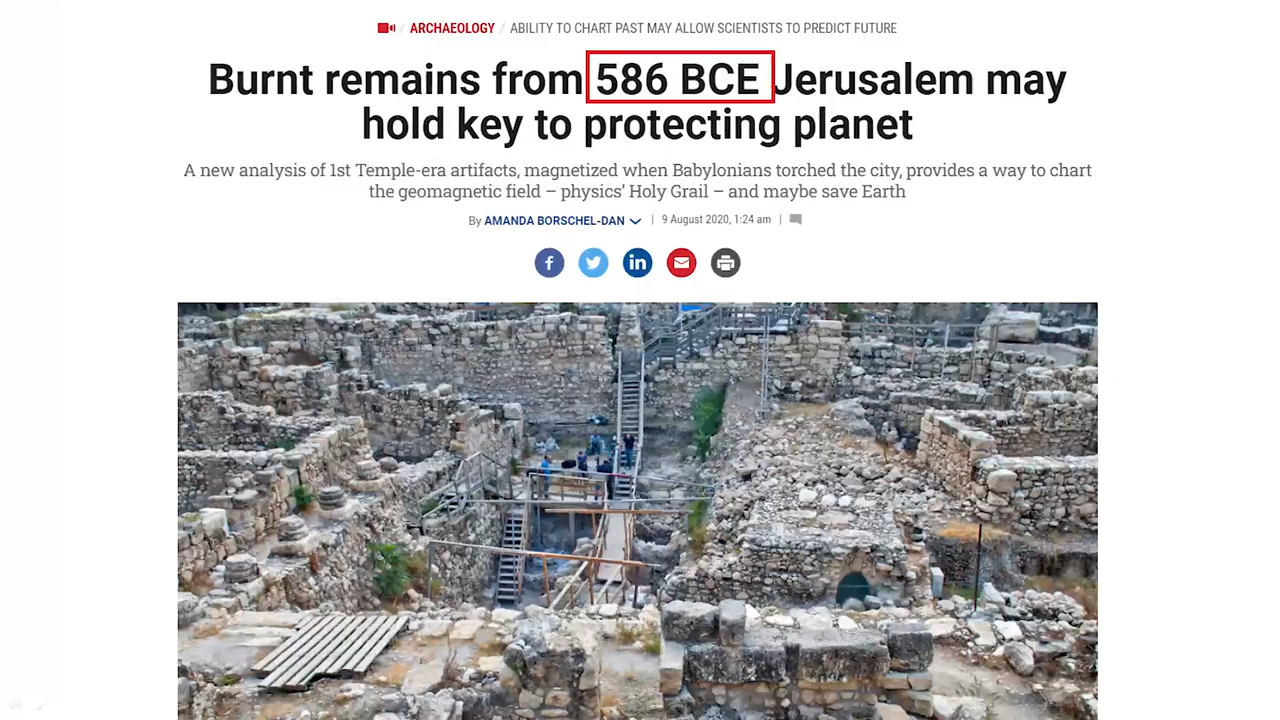 / ARCHAEOLOGY / ABILITY TO CHART PAST MAY ALLOW SCIENTISTS TO PREDICT FUTURE
Burnt remains from 586 BCE Jerusalem may
hold key to protecting planet
A new analysis of 1st Temple-era artifacts, magnetized when Babylonians torched the city, provides a way to chart
the geomagnetic field – physics' Holy Grail – and maybe save Earth
By AMANDA BORSCHEL-DAN | 9 August 2020, 1:24 am |
f in